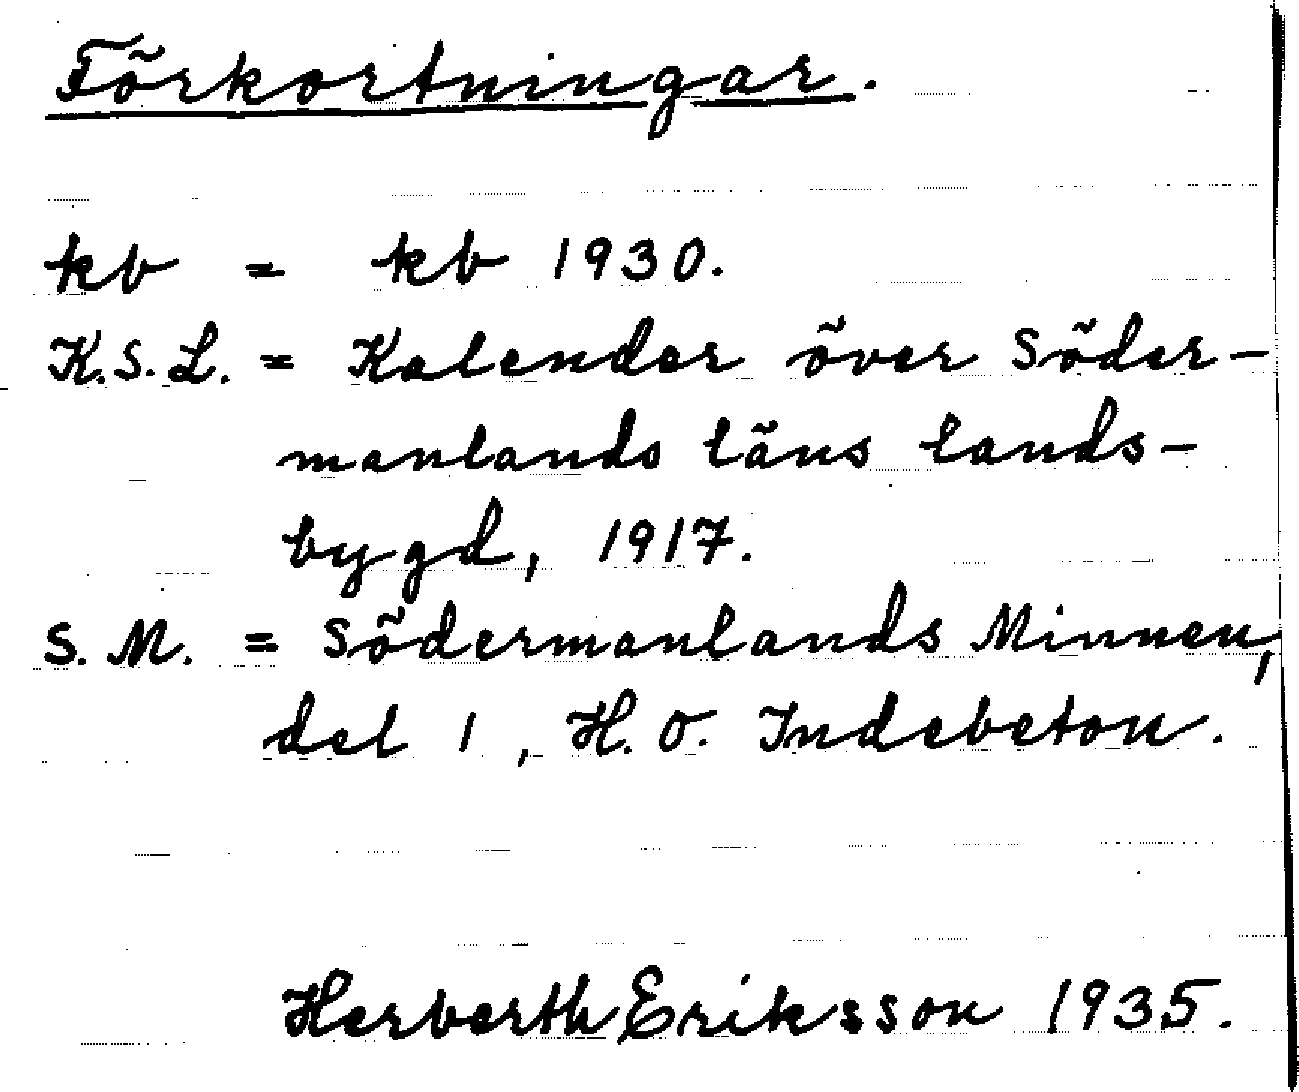 Förkortningar.
kb = kb 1930.
K.S.L. = Kalender över Söder-
manlands läns lands-
bygd, 1917.
S.M. = Södermanlands Minnen,
del 1, H.O. Indebetou.
Herberth Eriksson 1935.